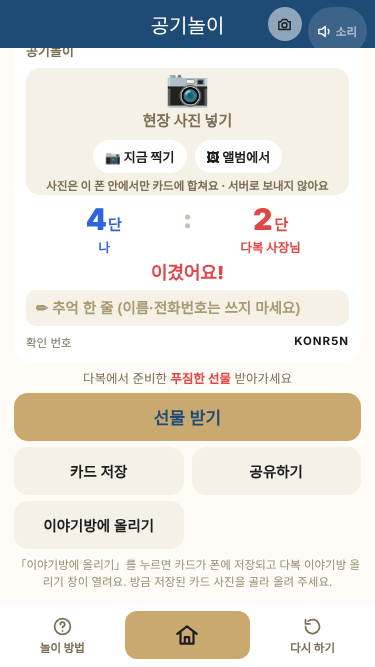 공기놀이
소리
공기놀이
현장 사진 넣기
지금 찍기
앨범에서
사진은 이 폰 안에서만 카드에 합쳐요 · 서버로 보내지 않아요
4단 : 2단
나 다복 사장님
이겼어요!
✏ 추억 한 줄 (이름·전화번호는 쓰지 마세요)
확인 번호 KONR5N
다복에서 준비한 푸짐한 선물 받아가세요
선물 받기
카드 저장 공유하기
이야기방에 올리기
「이야기방에 올리기」를 누르면 카드가 폰에 저장되고 다복 이야기방 올
리기 창이 열려요. 방금 저장된 카드 사진을 골라 올려 주세요.
놀이 방법 다시 하기